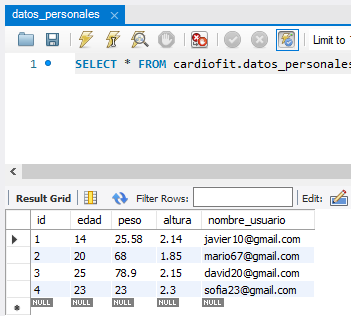 datos_personales
Limit to
1 SELECT * FROM cardiofit.datos_personales
Result Grid Filter Rows: Edit:
id edad peso altura nombre_usuario
1 14 25.58 2.14 javier10@gmail.com
2 20 68 1.85 mario67@gmail.com
3 25 78.9 2.15 david20@gmail.com
4 23 23 2.3 sofia23@gmail.com
NULL NULL NULL NULL NULL